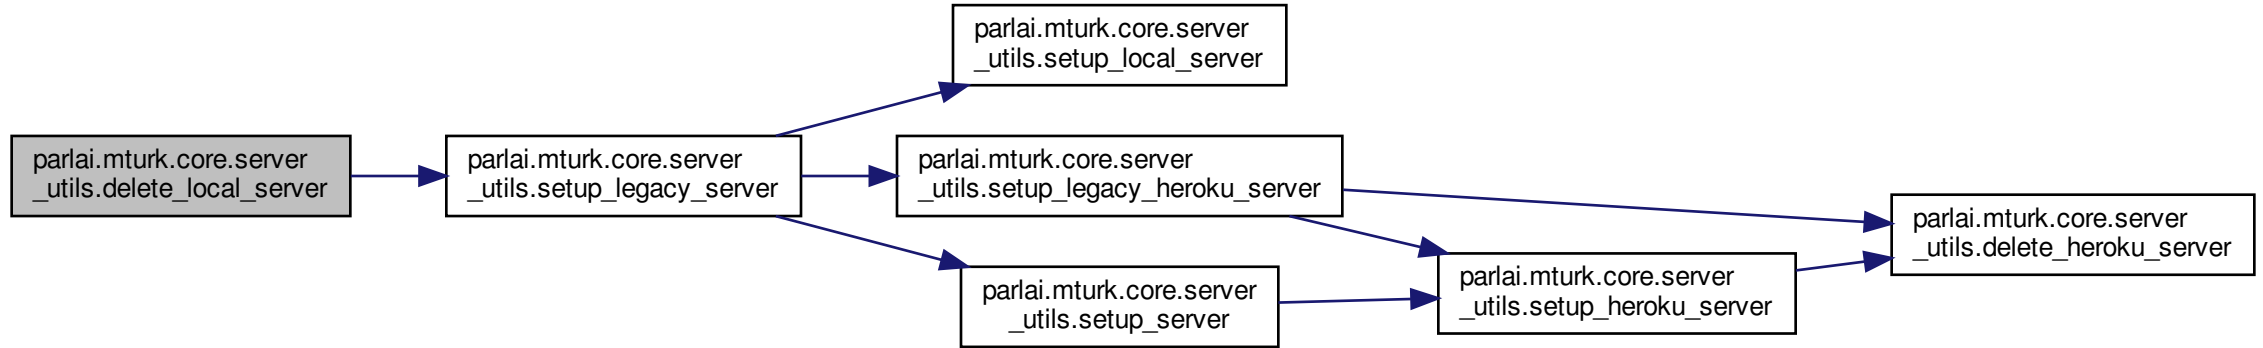 parlai.mturk.core.server
_utils.delete_local_server
parlai.mturk.core.server
_utils.setup_legacy_server
parlai.mturk.core.server
_utils.setup_local_server
parlai.mturk.core.server
_utils.setup_legacy_heroku_server
parlai.mturk.core.server
_utils.setup_server
parlai.mturk.core.server
_utils.setup_heroku_server
parlai.mturk.core.server
_utils.delete_heroku_server